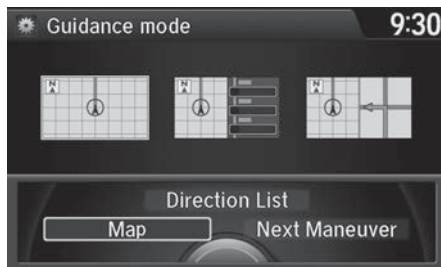 Guidance mode 9:30
N N N
Direction List
Map Next Maneuver